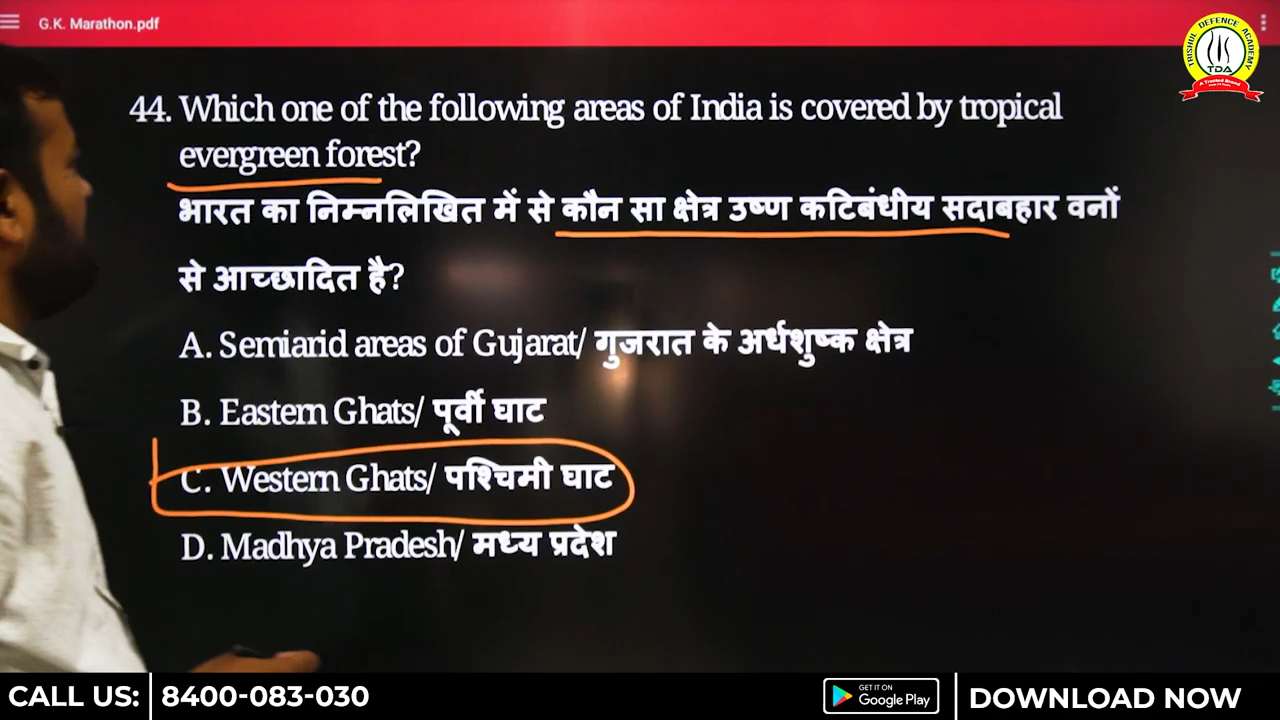 G.K. Marathon.pdf
TRISHUL DEFENCE ACADEMY
TDA
A Trusted Brand
44. Which one of the following areas of India is covered by tropical
evergreen forest?
भारत का निम्नलिखित में से कौन सा क्षेत्र उष्ण कटिबंधीय सदाबहार वनों
से आच्छादित है?
A. Semiarid areas of Gujarat/ गुजरात के अर्धशुष्क क्षेत्र
B. Eastern Ghats/ पूर्वी घाट
C. Western Ghats/ पश्चिमी घाट
D. Madhya Pradesh/ मध्य प्रदेश
CALL US: 8400-083-030 GET IT ON Google Play DOWNLOAD NOW